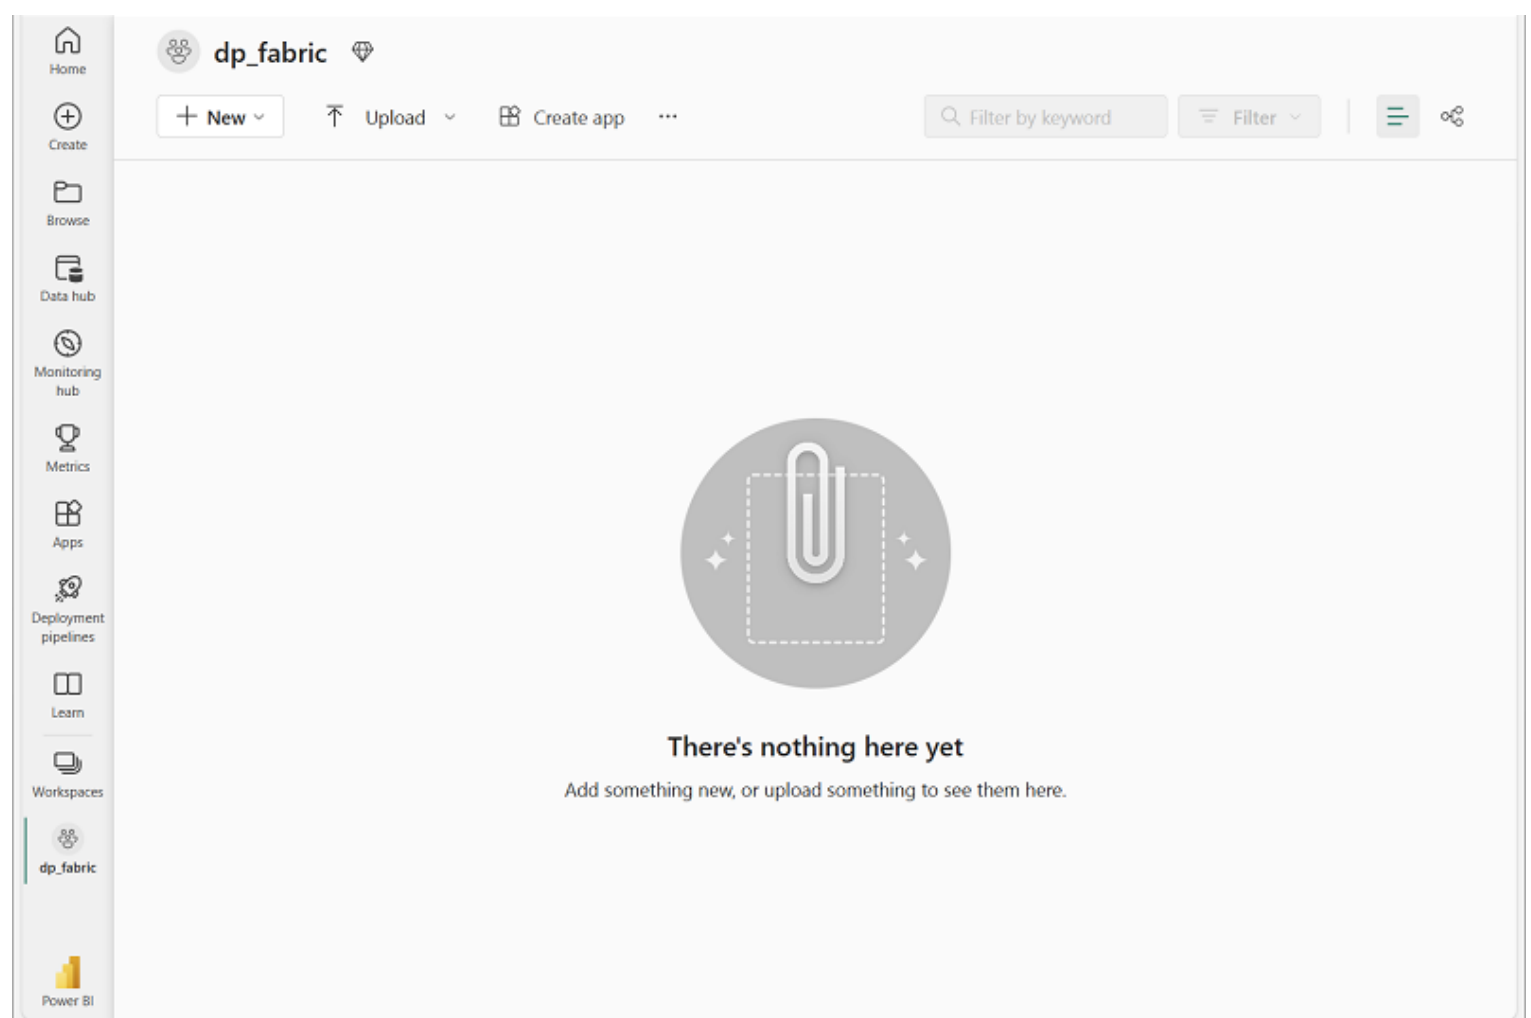 Home
Create
Browse
Data hub
Monitoring
hub
Metrics
Apps
Deployment
pipelines
Learn
Workspaces
dp_fabric
Power BI
dp_fabric
New
Upload
Create app
Filter by keyword
Filter
There's nothing here yet
Add something new, or upload something to see them here.